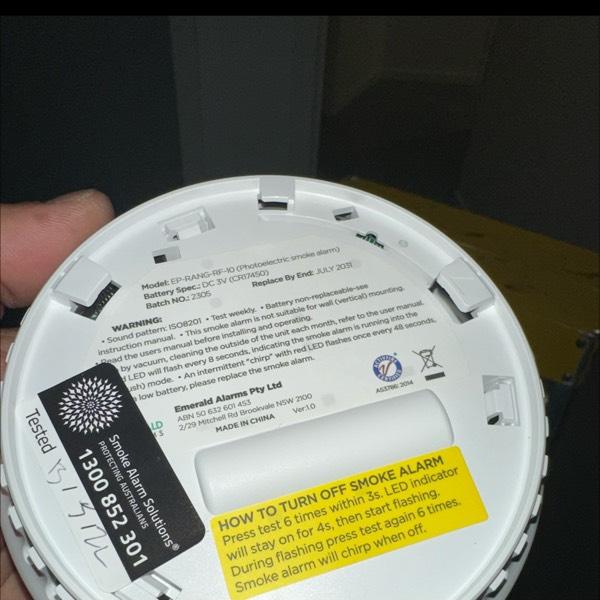 Model: EP-RANG-RF-10 (Photoelectric smoke alarm)
Battery Spec.: DC 3V (CR17450)
Batch NO.: 2305
Replace By End: JULY 2031
WARNING:
• Sound pattern: ISO8201 • Test weekly. • Battery non-replaceable-see
instruction manual. • This smoke alarm is not suitable for wall (vertical) mounting.
Read the users manual before installing and operating.
by vacuum, cleaning the outside of the unit each month, refer to the user manual.
LED will flash every 8 seconds, indicating the smoke alarm is running into the
mode. • An intermittent "chirp" with red LED flashes once every 48 seconds,
low battery, please replace the smoke alarm.
Emerald Alarms Pty Ltd
ABN 50 632 601 453
2/29 Mitchell Rd Brookvale NSW 2100
MADE IN CHINA Ver:1.0
AS3786: 2014
Smoke Alarm Solutions®
PROTECTING AUSTRALIANS
1300 852 301
Tested
HOW TO TURN OFF SMOKE ALARM
Press test 6 times within 3s. LED indicator
will stay on for 4s, then start flashing.
During flashing press test again 6 times.
Smoke alarm will chirp when off.